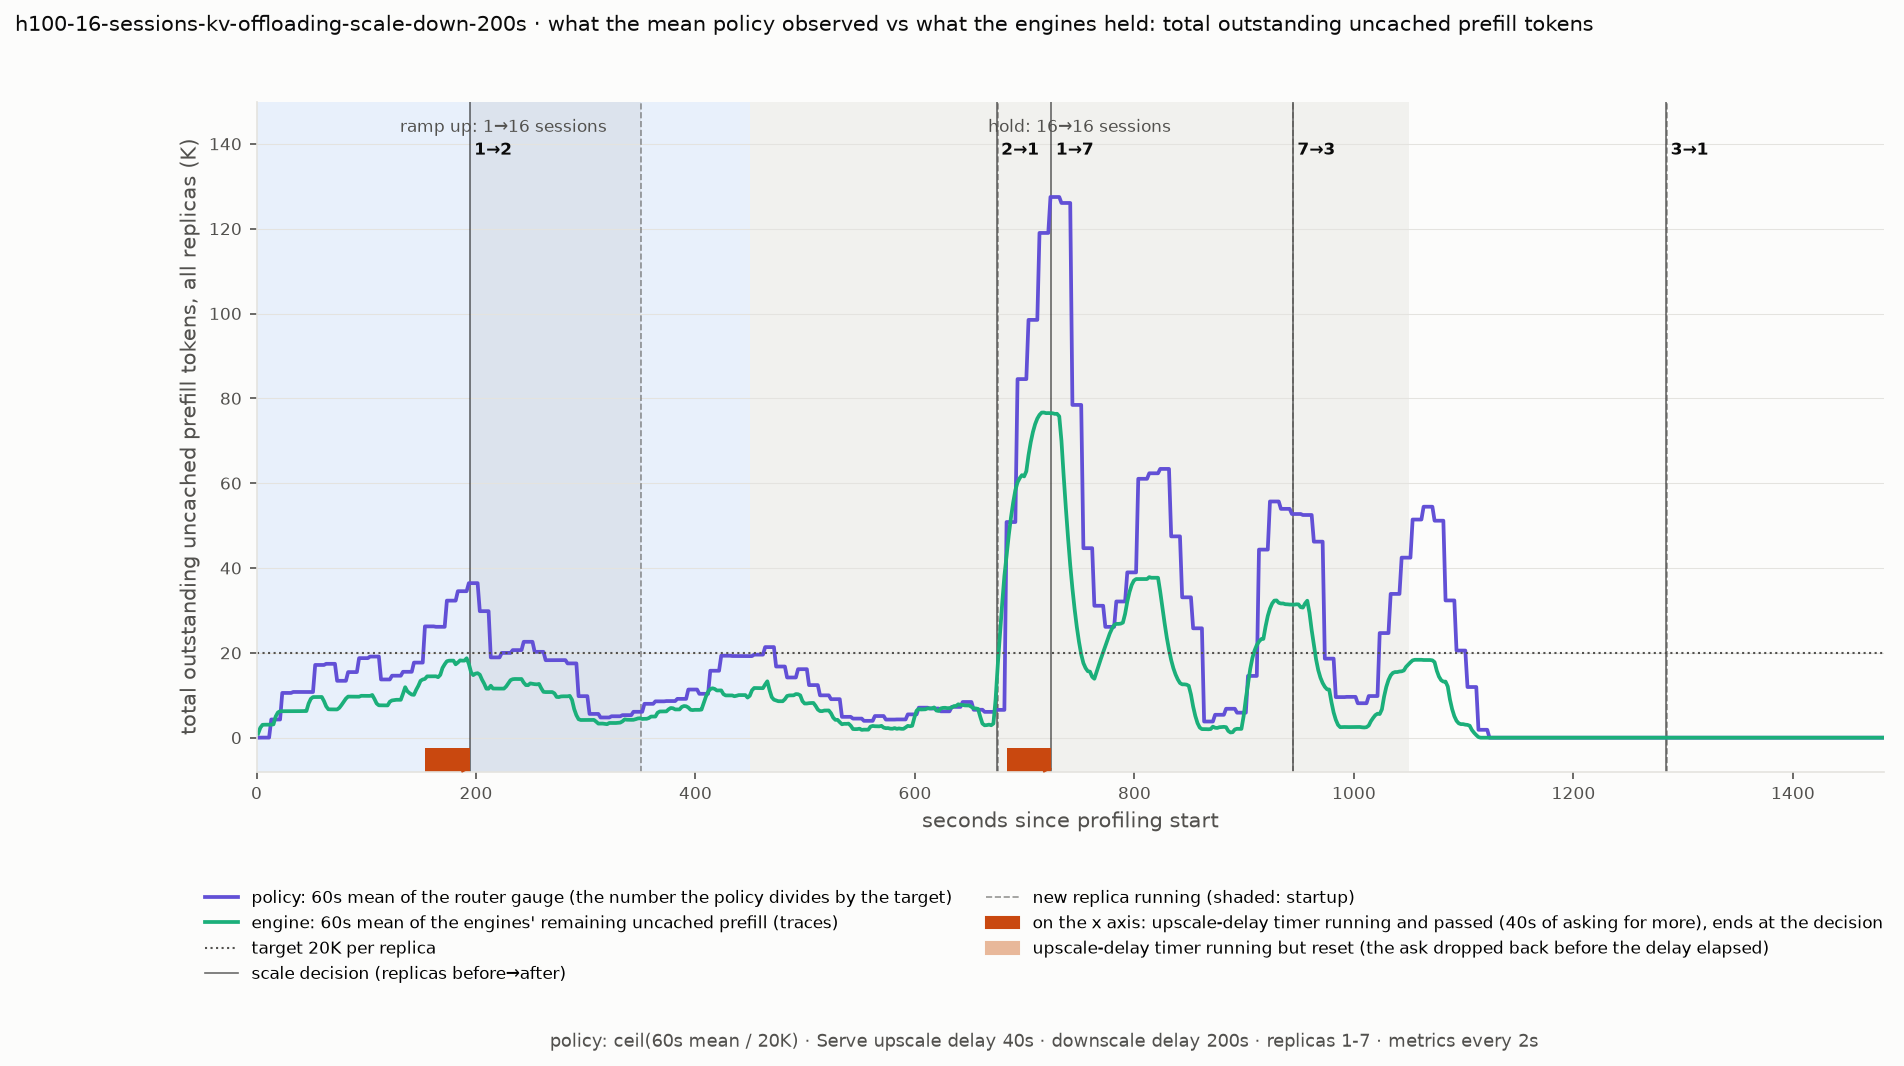 h100-16-sessions-kv-offloading-scale-down-200s · what the mean policy observed vs what the engines held: total outstanding uncached prefill tokens
ramp up: 1→16 sessions
hold: 16→16 sessions
1→2
2→1
1→7
7→3
3→1
total outstanding uncached prefill tokens, all replicas (K)
140
120
100
80
60
40
20
0
0
200
400
600
800
1000
1200
1400
seconds since profiling start
policy: 60s mean of the router gauge (the number the policy divides by the target)
engine: 60s mean of the engines' remaining uncached prefill (traces)
target 20K per replica
scale decision (replicas before→after)
new replica running (shaded: startup)
on the x axis: upscale-delay timer running and passed (40s of asking for more), ends at the decision
upscale-delay timer running but reset (the ask dropped back before the delay elapsed)
policy: ceil(60s mean / 20K) · Serve upscale delay 40s · downscale delay 200s · replicas 1-7 · metrics every 2s